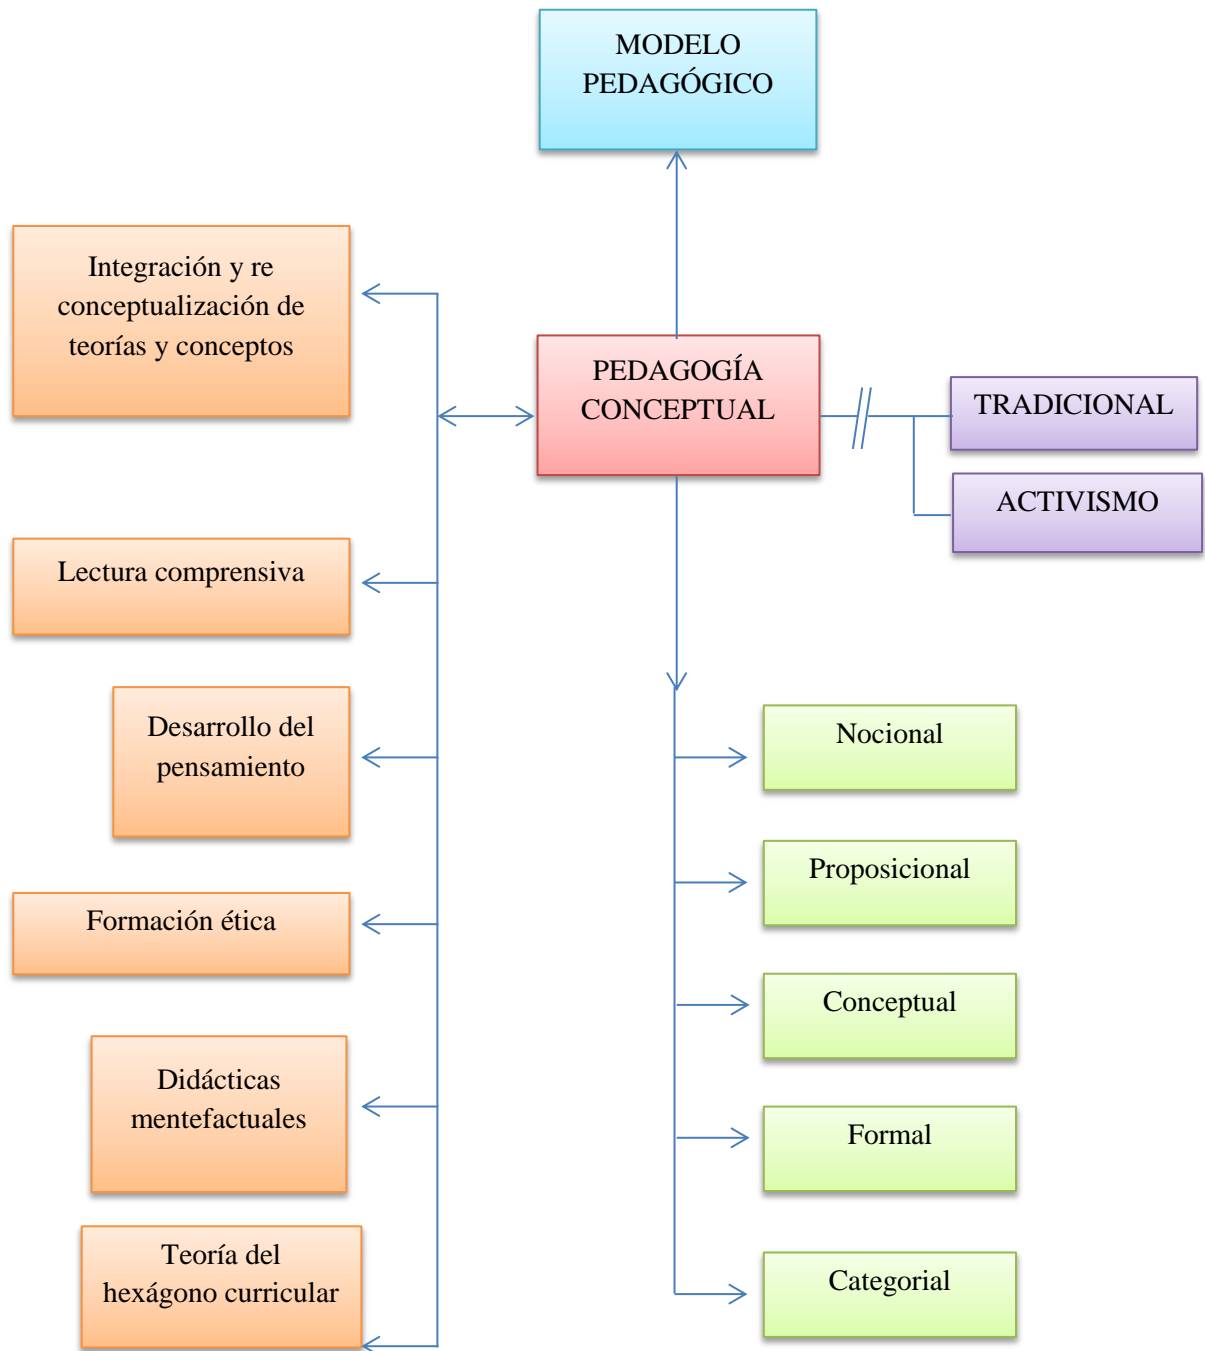 MODELO
PEDAGÓGICO
Integración y re
conceptualización de
teorías y conceptos
PEDAGOGÍA
CONCEPTUAL
TRADICIONAL
ACTIVISMO
Lectura comprensiva
Desarrollo del
pensamiento
Formación ética
Didácticas
mentefactuales
Teoría del
hexágono curricular
Nocional
Proposicional
Conceptual
Formal
Categorial